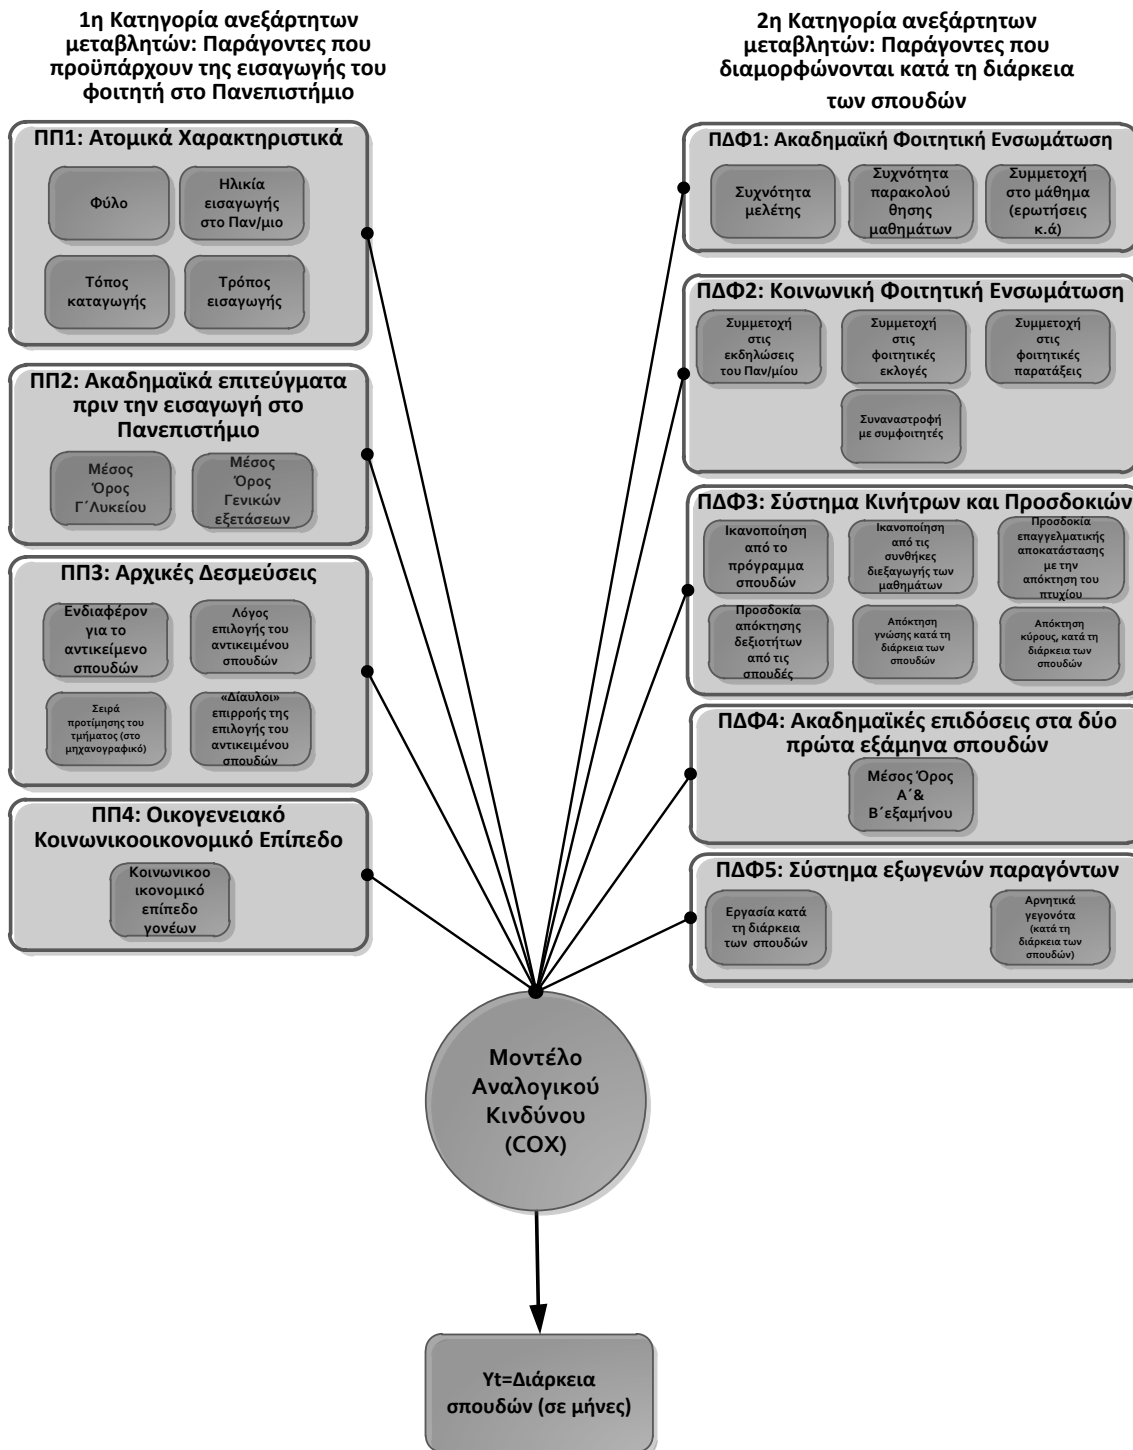 1η Κατηγορία ανεξάρτητων
μεταβλητών: Παράγοντες που
προϋπάρχουν της εισαγωγής του
φοιτητή στο Πανεπιστήμιο
ΠΠ1: Ατομικά Χαρακτηριστικά
Φύλο
Ηλικία
εισαγωγής
στο Παν/μιο
Τόπος
καταγωγής
Τρόπος
εισαγωγής
ΠΠ2: Ακαδημαϊκά επιτεύγματα
πριν την εισαγωγή στο
Πανεπιστήμιο
Μέσος
Όρος
Γ΄Λυκείου
Μέσος
Όρος
Γενικών
εξετάσεων
ΠΠ3: Αρχικές Δεσμεύσεις
Ενδιαφέρον
για το
αντικείμενο
σπουδών
Λόγος
επιλογής του
αντικειμένου
σπουδών
Σειρά
προτίμησης του
τμήματος (στο
μηχανογραφικό)
«Δίαυλοι»
επιρροής της
επιλογής του
αντικειμένου
σπουδών
ΠΠ4: Οικογενειακό
Κοινωνικοοικονομικό Επίπεδο
Κοινωνικοο
ικονομικό
επίπεδο
γονέων
2η Κατηγορία ανεξάρτητων
μεταβλητών: Παράγοντες που
διαμορφώνονται κατά τη διάρκεια
των σπουδών
ΠΔΦ1: Ακαδημαϊκή Φοιτητική Ενσωμάτωση
Συχνότητα
μελέτης
Συχνότητα
παρακολού
θησης
μαθημάτων
Συμμετοχή
στο μάθημα
(ερωτήσεις
κ.ά)
ΠΔΦ2: Κοινωνική Φοιτητική Ενσωμάτωση
Συμμετοχή
στις
εκδηλώσεις
του Παν/μίου
Συμμετοχή
στις
φοιτητικές
εκλογές
Συμμετοχή
στις
φοιτητικές
παρατάξεις
Συναναστροφή
με συμφοιτητές
ΠΔΦ3: Σύστημα Κινήτρων και Προσδοκιών
Ικανοποίηση
από το
πρόγραμμα
σπουδών
Ικανοποίηση
από τις
συνθήκες
διεξαγωγής των
μαθημάτων
Προσδοκία
επαγγελματικής
αποκατάστασης
με την
απόκτηση του
πτυχίου
Προσδοκία
απόκτησης
δεξιοτήτων
από τις
σπουδές
Απόκτηση
γνώσης κατά τη
διάρκεια των
σπουδών
Απόκτηση
κύρους, κατά τη
διάρκεια των
σπουδών
ΠΔΦ4: Ακαδημαϊκές επιδόσεις στα δύο
πρώτα εξάμηνα σπουδών
Μέσος Όρος
Α΄&
Β΄εξαμήνου
ΠΔΦ5: Σύστημα εξωγενών παραγόντων
Εργασία κατά
τη διάρκεια
των σπουδών
Αρνητικά
γεγονότα
(κατά τη
διάρκεια των
σπουδών)
Μοντέλο
Αναλογικού
Κινδύνου
(COX)
Yt=Διάρκεια
σπουδών (σε μήνες)